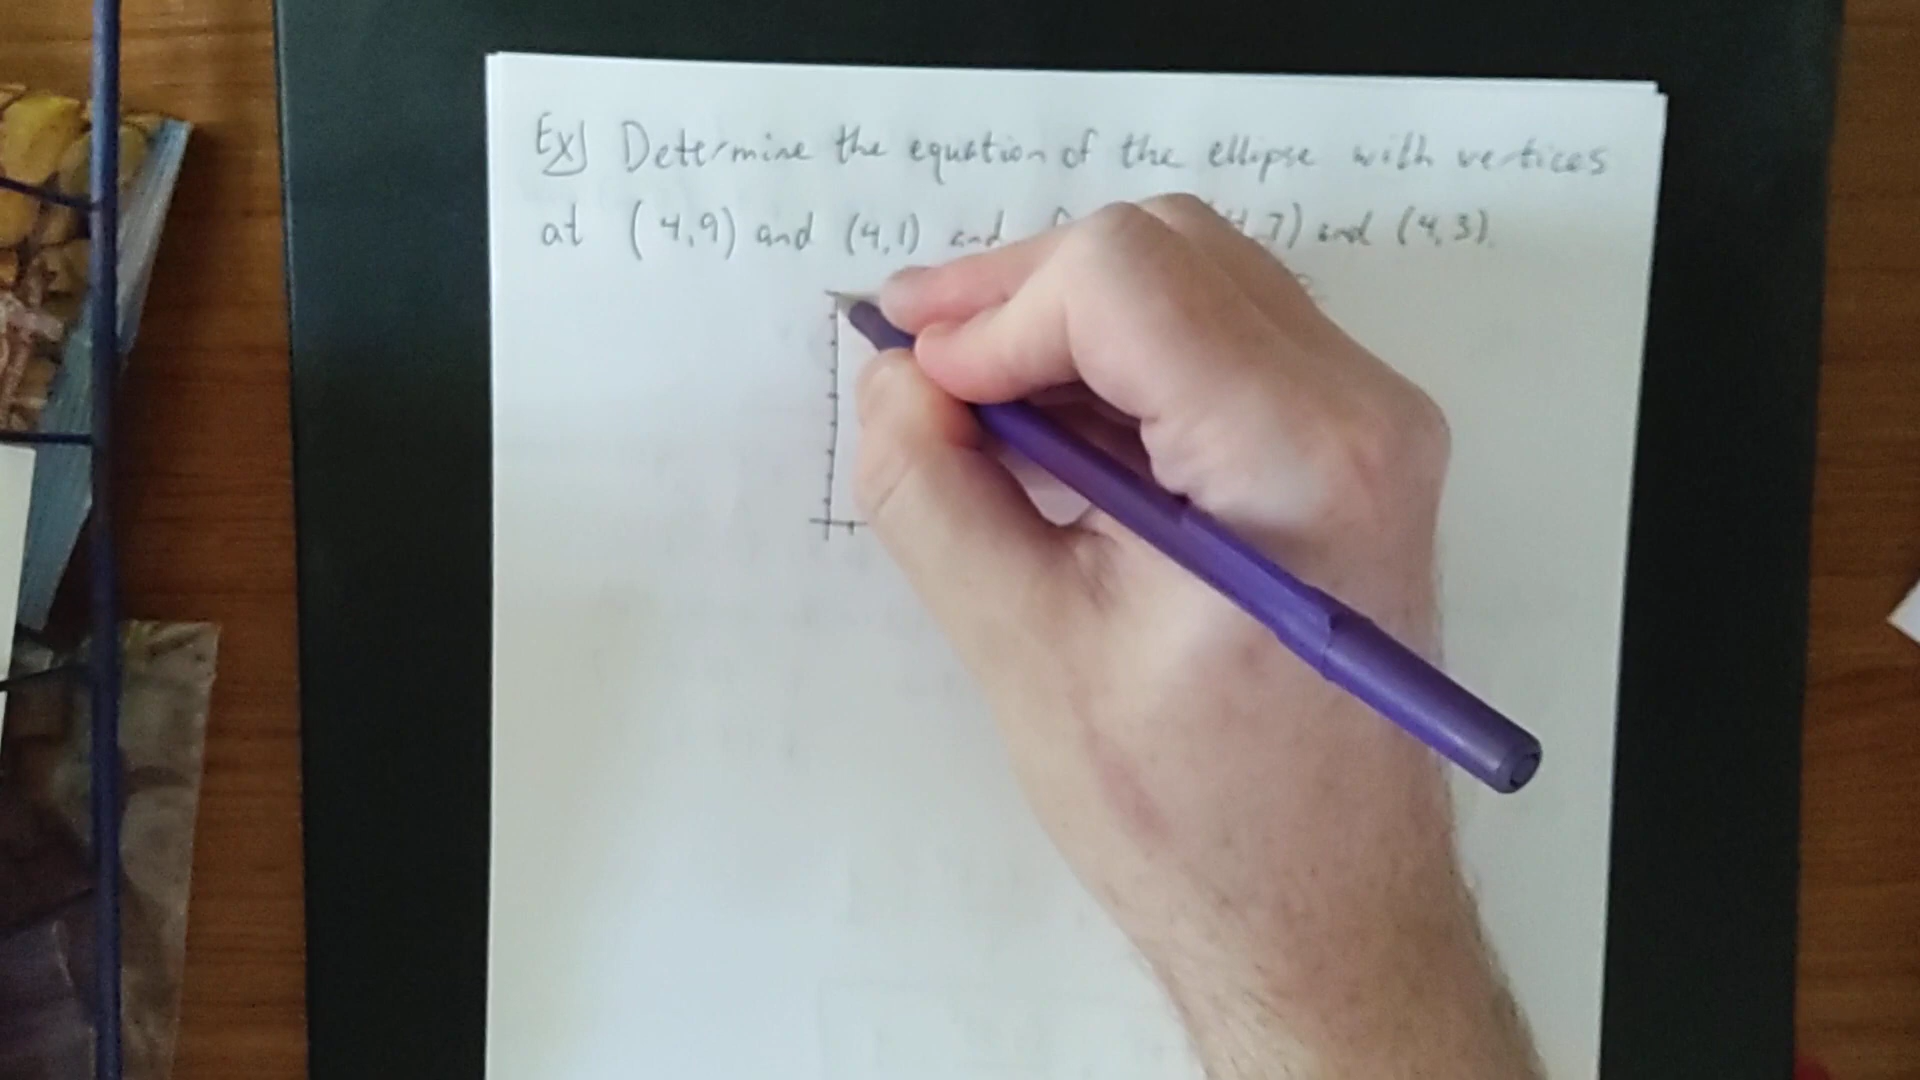 Ex) Determine the equation of the ellipse with vertices
at (4,9) and (4,1) and ,7) and (4,3).